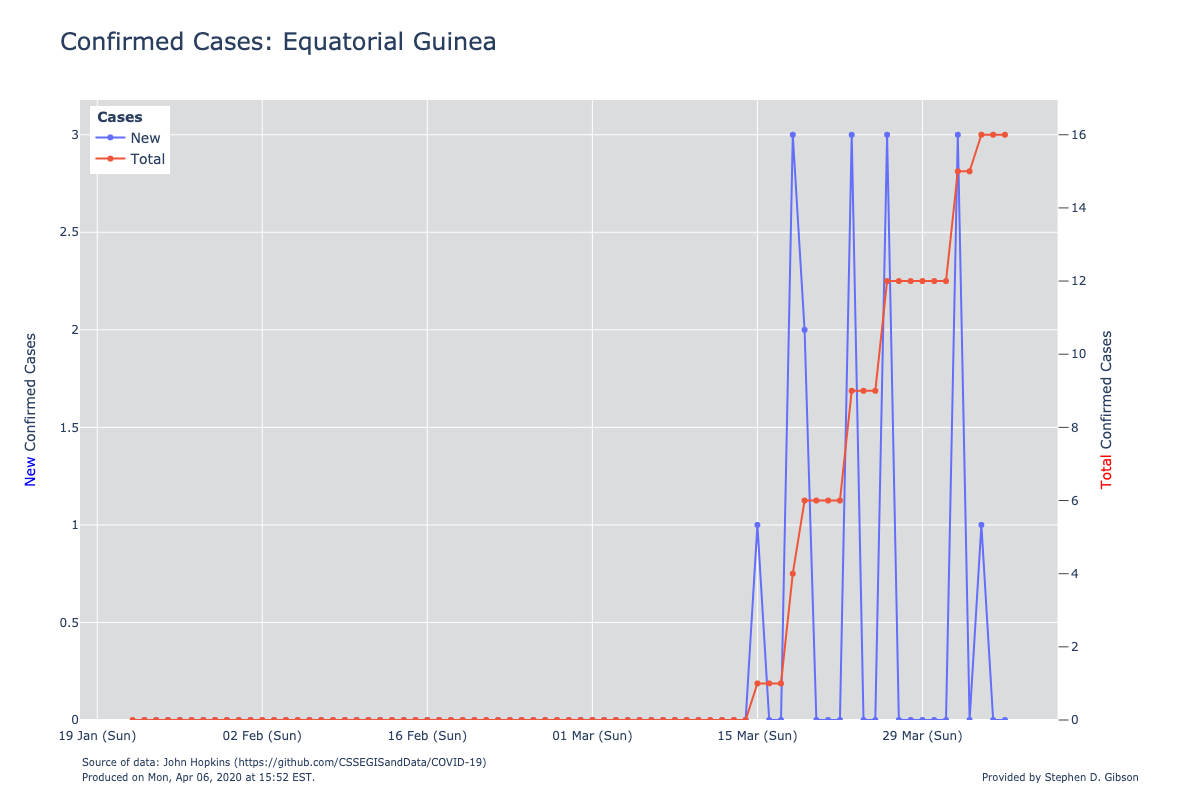 Confirmed Cases: Equatorial Guinea
Cases
New
Total
3
2.5
2
1.5
1
0.5
0
New Confirmed Cases
16
14
12
10
8
6
4
2
0
Total Confirmed Cases
19 Jan (Sun) 02 Feb (Sun) 16 Feb (Sun) 01 Mar (Sun) 15 Mar (Sun) 29 Mar (Sun)
Source of data: John Hopkins (https://github.com/CSSEGISandData/COVID-19)
Produced on Mon, Apr 06, 2020 at 15:52 EST.
Provided by Stephen D. Gibson